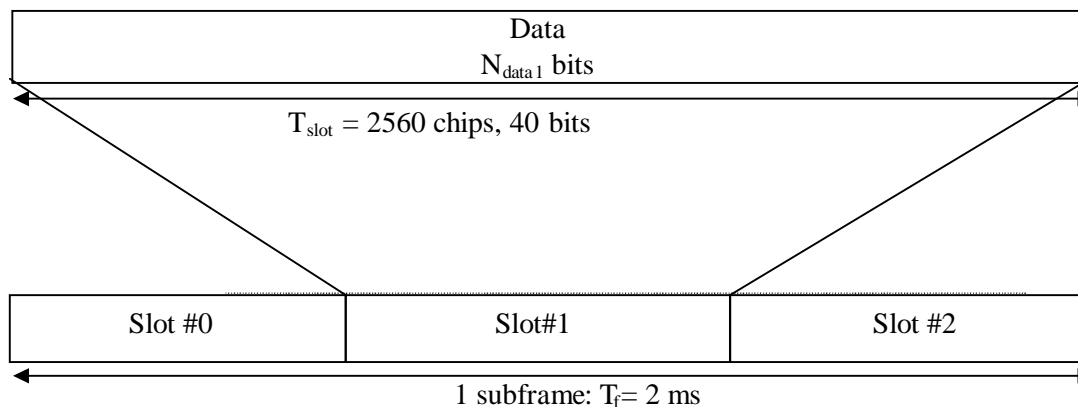 Data
N_data1 bits
T_slot = 2560 chips, 40 bits
Slot #0 Slot#1 Slot #2
1 subframe: T_f= 2 ms